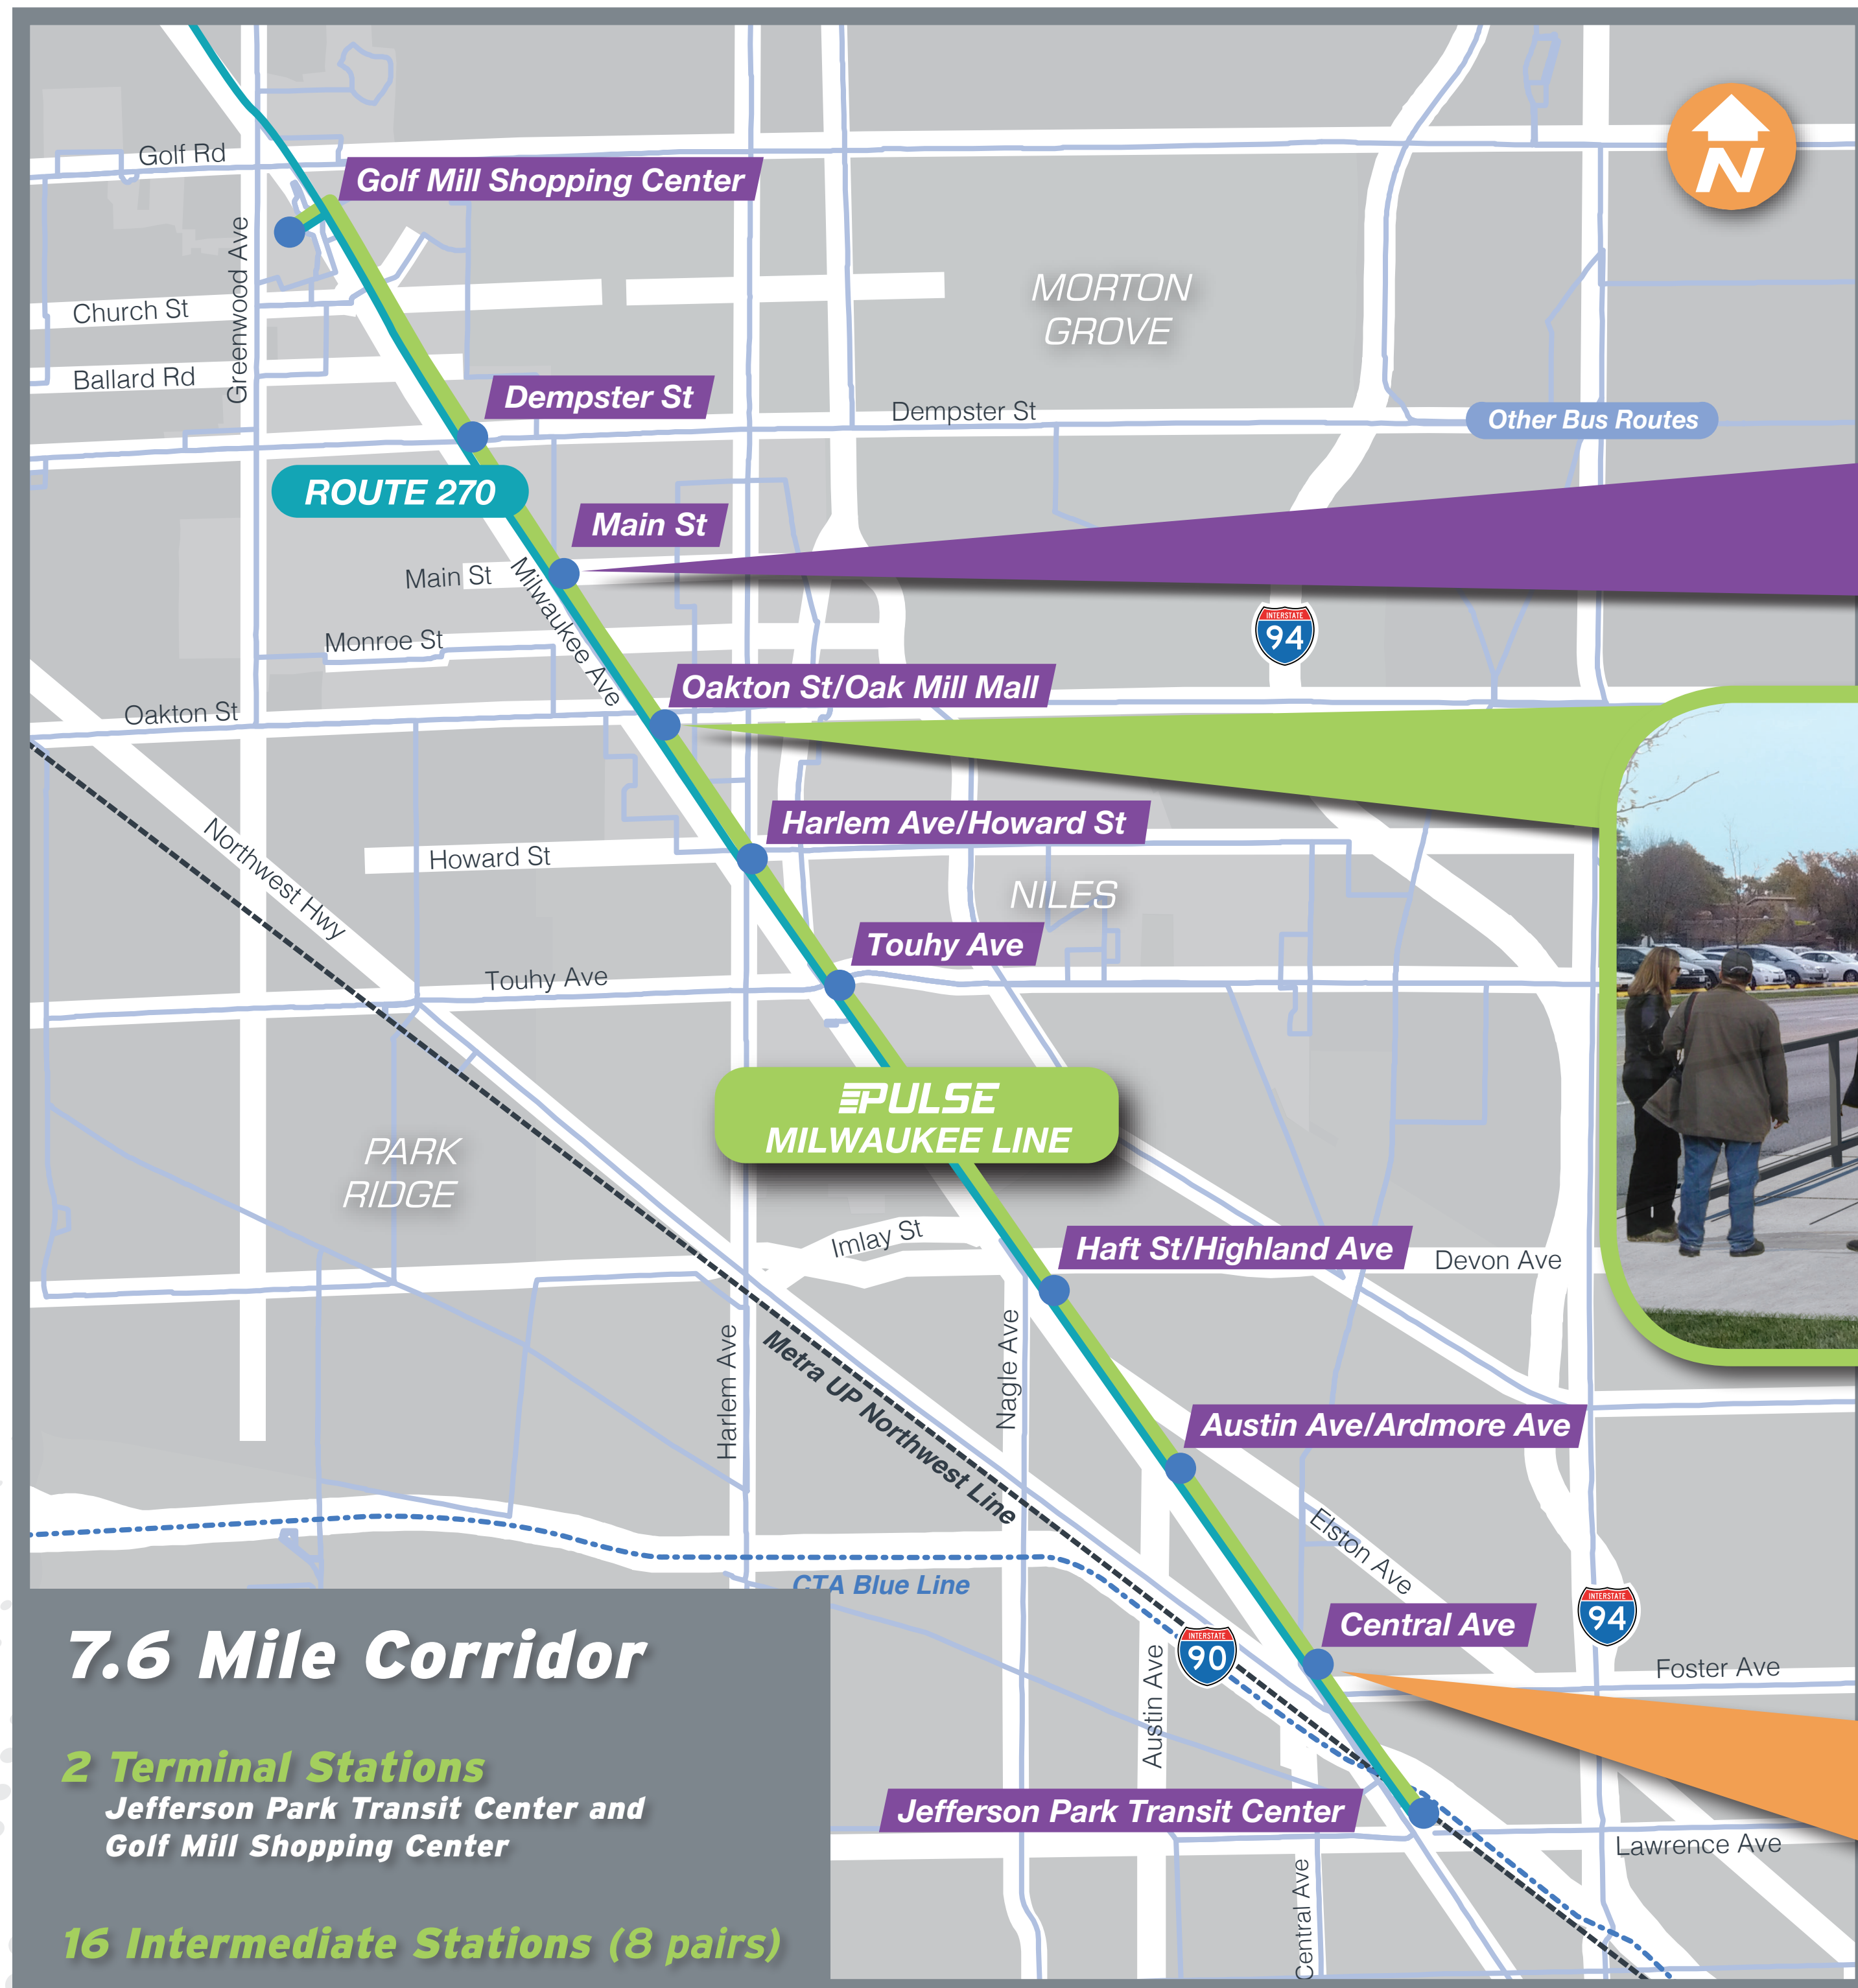 Golf Rd
Golf Mill Shopping Center
N
Greenwood Ave
Church St
MORTON
GROVE
Ballard Rd
Dempster St
Dempster St
Other Bus Routes
ROUTE 270
Main St
Main St
Milwaukee Ave
INTERSTATE
94
Monroe St
Oakton St/Oak Mill Mall
Oakton St
Harlem Ave/Howard St
Northwest Hwy
Howard St
NILES
Touhy Ave
Touhy Ave
PULSE
MILWAUKEE LINE
PARK
RIDGE
Imlay St
Haft St/Highland Ave
Devon Ave
Harlem Ave
Metra UP Northwest Line
Nagle Ave
Austin Ave/Ardmore Ave
Elston Ave
CTA Blue Line
INTERSTATE
94
Central Ave
INTERSTATE
90
Austin Ave
Foster Ave
Jefferson Park Transit Center
Lawrence Ave
Central Ave
7.6 Mile Corridor
2 Terminal Stations
Jefferson Park Transit Center and
Golf Mill Shopping Center
16 Intermediate Stations (8 pairs)